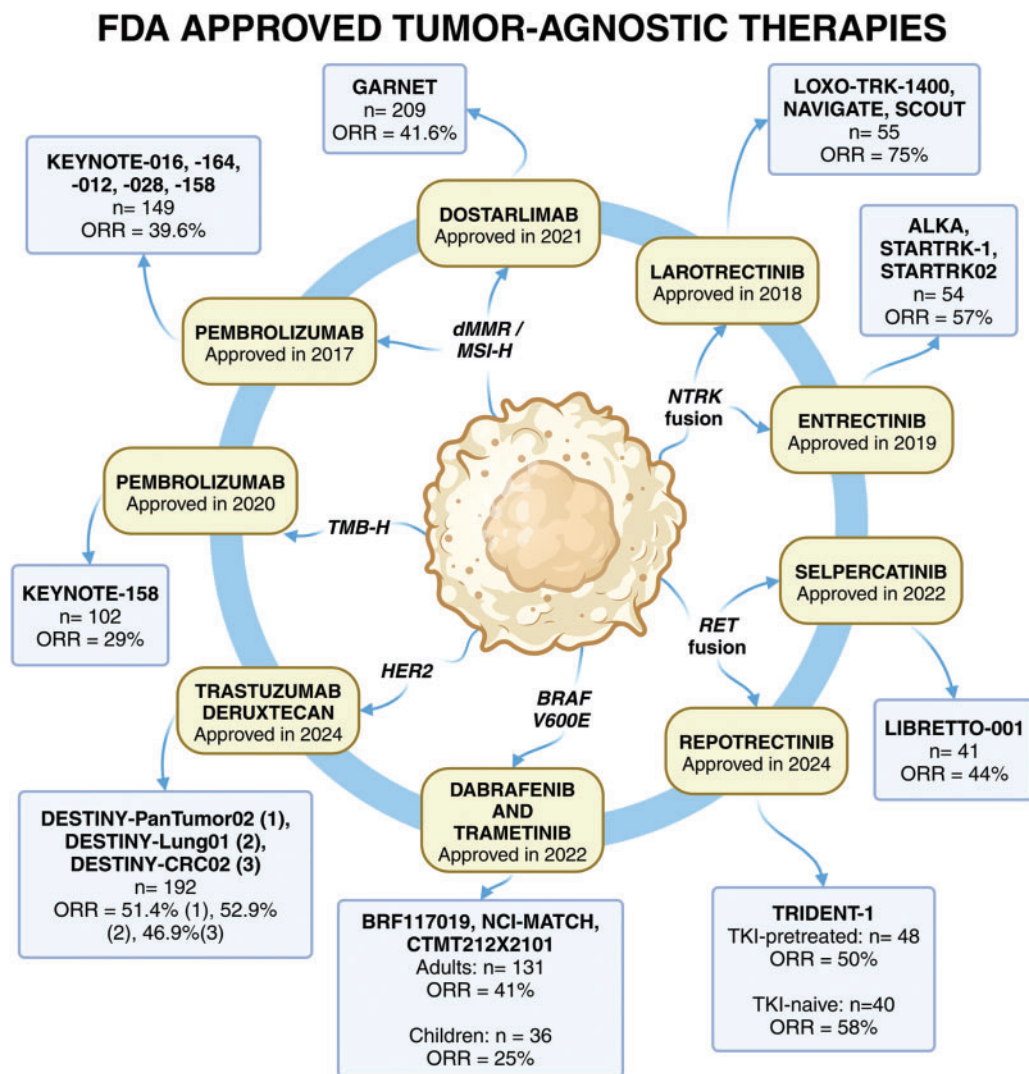 FDA APPROVED TUMOR-AGNOSTIC THERAPIES
GARNET
n= 209
ORR = 41.6%
LOXO-TRK-1400,
NAVIGATE, SCOUT
n= 55
ORR = 75%
KEYNOTE-016, -164,
-012, -028, -158
n= 149
ORR = 39.6%
DOSTARLIMAB
Approved in 2021
LAROTRECTINIB
Approved in 2018
ALKA,
STARTRK-1,
STARTRK02
n= 54
ORR = 57%
PEMBROLIZUMAB
Approved in 2017
dMMR /
MSI-H
NTRK
fusion
ENTRECTINIB
Approved in 2019
PEMBROLIZUMAB
Approved in 2020
TMB-H
KEYNOTE-158
n= 102
ORR = 29%
SELPERCATINIB
Approved in 2022
RET
fusion
HER2
TRASTUZUMAB
DERUXTECAN
Approved in 2024
BRAF
V600E
REPOTRECTINIB
Approved in 2024
LIBRETTO-001
n= 41
ORR = 44%
DABRAFENIB
AND
TRAMETINIB
Approved in 2022
DESTINY-PanTumor02 (1),
DESTINY-Lung01 (2),
DESTINY-CRC02 (3)
n= 192
ORR = 51.4% (1), 52.9%
(2), 46.9%(3)
BRF117019, NCI-MATCH,
CTMT212X2101
Adults: n= 131
ORR = 41%
Children: n = 36
ORR = 25%
TRIDENT-1
TKI-pretreated: n= 48
ORR = 50%
TKI-naive: n=40
ORR = 58%